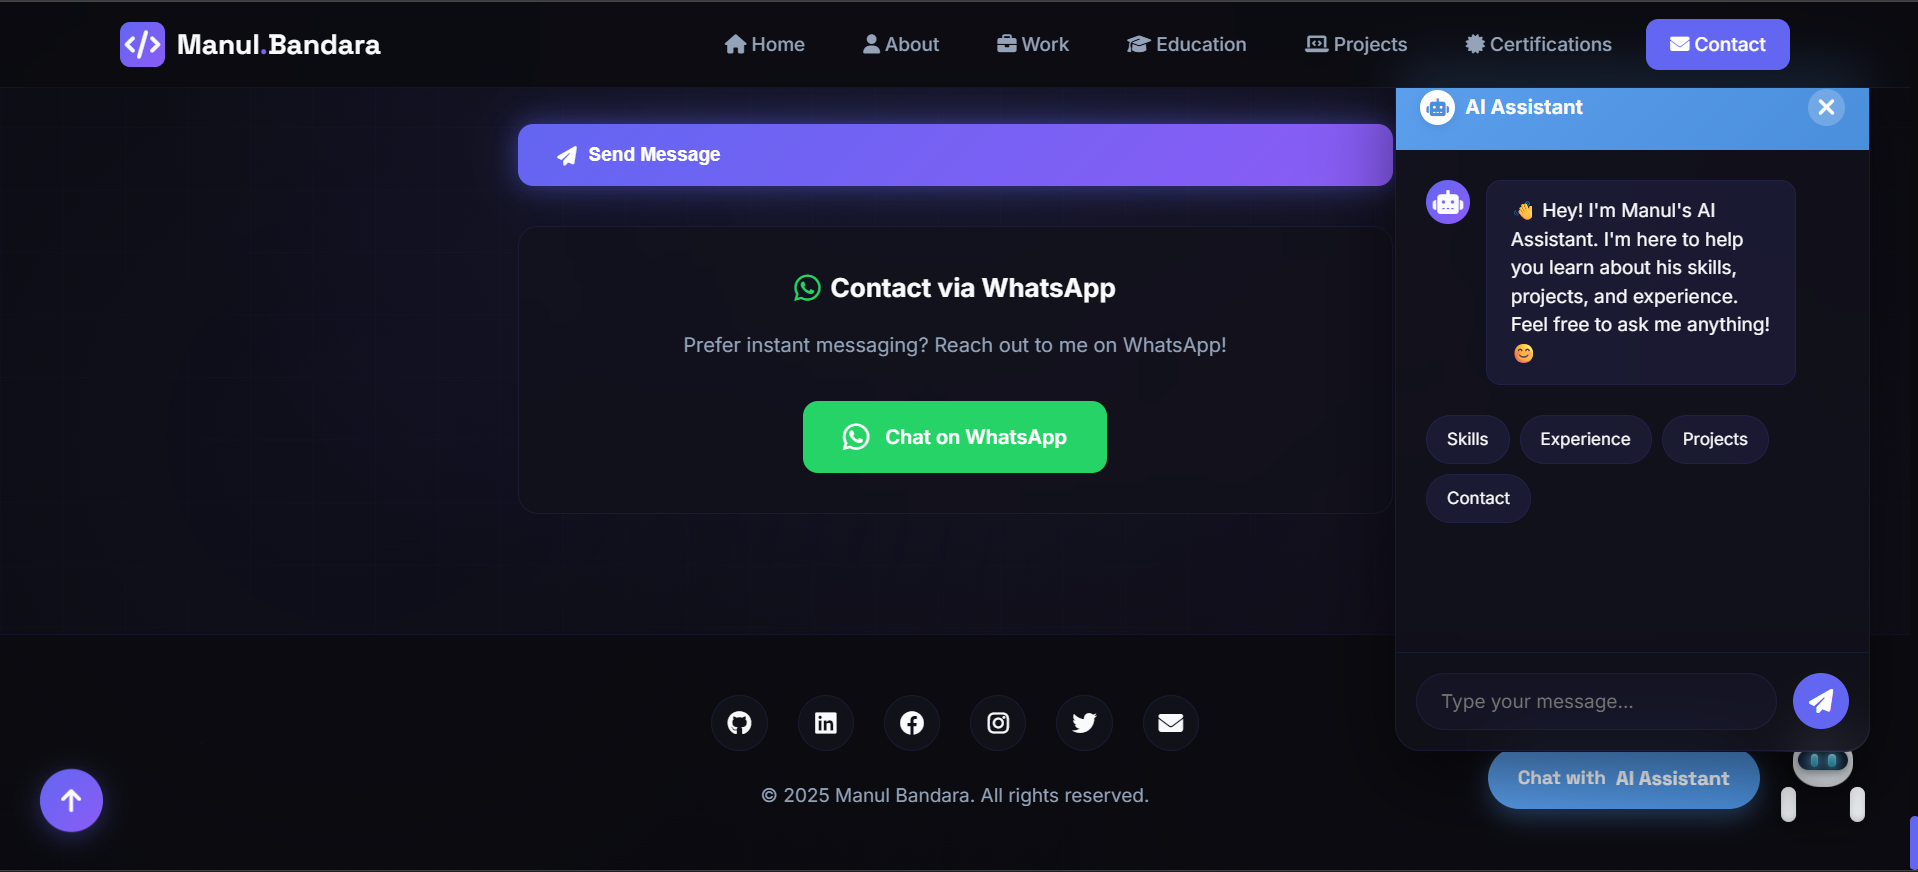 Manul.Bandara
Home
About
Work
Education
Projects
Certifications
Contact
Send Message
Contact via WhatsApp
Prefer instant messaging? Reach out to me on WhatsApp!
Chat on WhatsApp
© 2025 Manul Bandara. All rights reserved.
AI Assistant
👋 Hey! I'm Manul's AI
Assistant. I'm here to help
you learn about his skills,
projects, and experience.
Feel free to ask me anything!
😊
Skills
Experience
Projects
Contact
Type your message...
Chat with AI Assistant